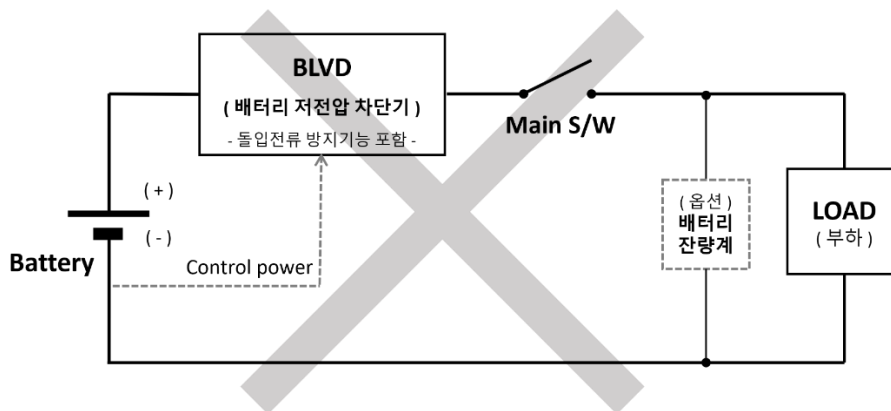 BLVD
( 배터리 저전압 차단기 )
- 돌입전류 방지기능 포함 -
Main S/W
( + )
( - )
Battery
Control power
( 옵션 )
배터리
잔량계
LOAD
( 부하 )